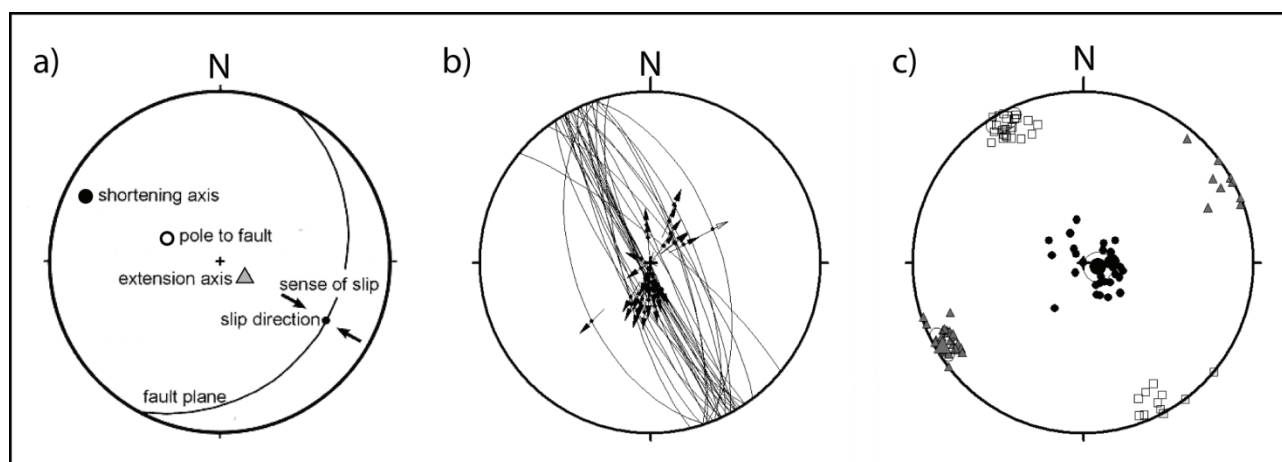 a)
N
shortening axis
pole to fault
extension axis
sense of slip
slip direction
fault plane
b)
N
c)
N